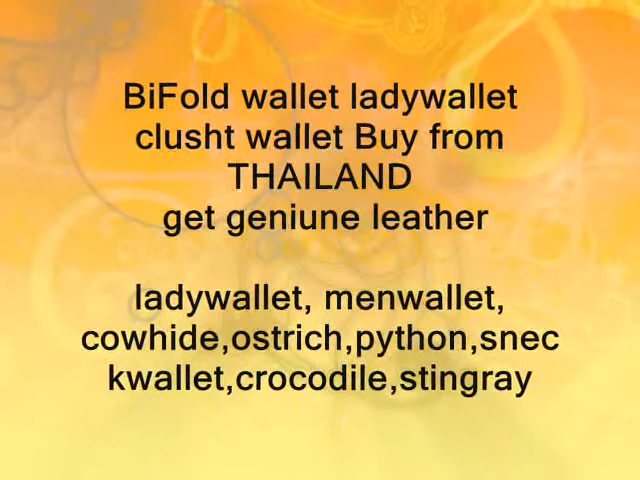 BiFold wallet ladywallet
clusht wallet Buy from
THAILAND
get geniune leather
ladywallet, menwallet,
cowhide,ostrich,python,snec
kwallet,crocodile,stingray